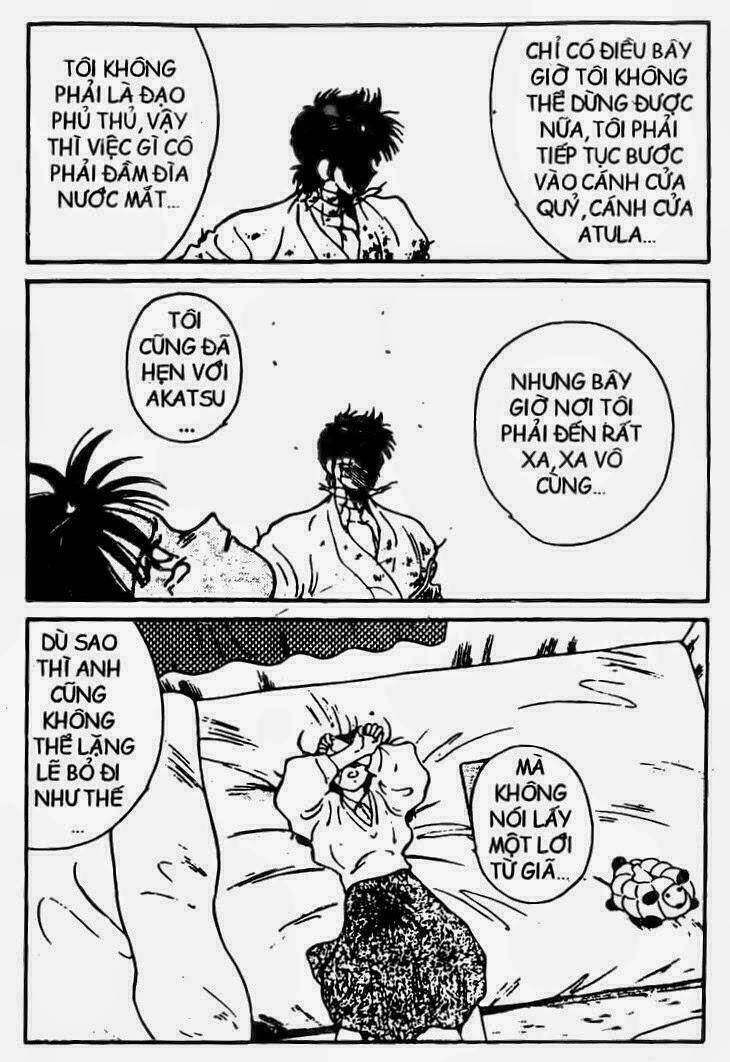 TÔI KHÔNG
PHẢI LÀ ĐẠO
PHỦ THỦ, VẬY
THÌ VIỆC GÌ CÔ
PHẢI ĐẦM ĐÌA
NƯỚC MẮT...
CHỈ CÓ ĐIỀU BÂY
GIỜ TÔI KHÔNG
THỂ DỪNG ĐƯỢC
NỮA, TÔI PHẢI
TIẾP TỤC BƯỚC
VÀO CÁNH CỬA
QUỶ, CÁNH CỬA
ATULA...
TÔI
CŨNG ĐÃ
HẸN VỚI
AKATSU
...
NHƯNG BÂY
GIỜ NƠI TÔI
PHẢI ĐẾN RẤT
XA, XA VÔ
CÙNG...
DÙ SAO
THÌ ANH
CŨNG
KHÔNG
THỂ LẶNG
LẼ BỎ ĐI
NHƯ THẾ
...
MÀ
KHÔNG
NÓI LẤY
MỘT LỜI
TỪ GIÃ...